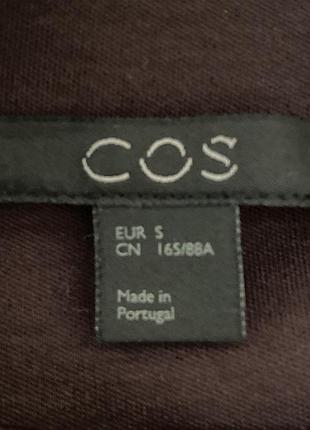 COS
EUR S
CN 165/88A
Made in
Portugal